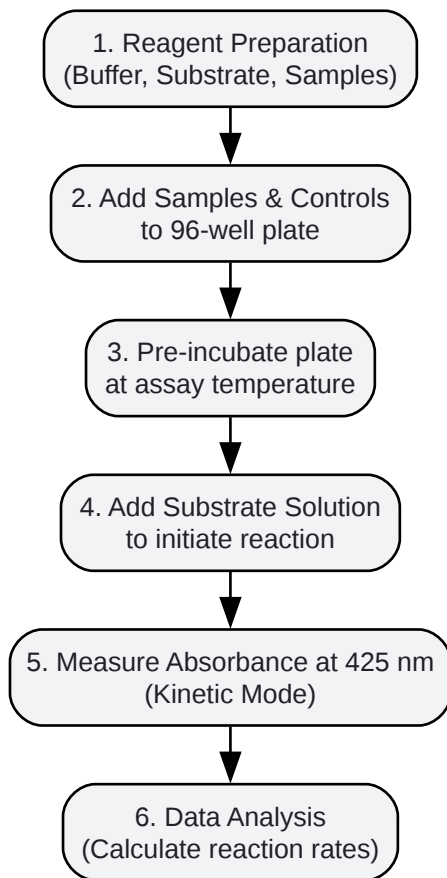 1. Reagent Preparation
(Buffer, Substrate, Samples)
2. Add Samples & Controls
to 96-well plate
3. Pre-incubate plate
at assay temperature
4. Add Substrate Solution
to initiate reaction
5. Measure Absorbance at 425 nm
(Kinetic Mode)
6. Data Analysis
(Calculate reaction rates)